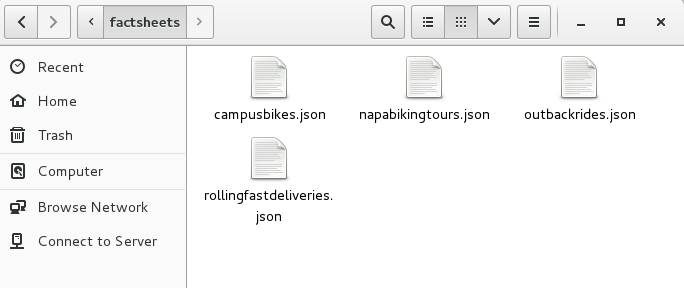 factsheets
Recent
Home
Trash
Computer
Browse Network
Connect to Server
campusbikes.json
napabikingtours.json
outbackrides.json
rollingfastdeliveries.
json